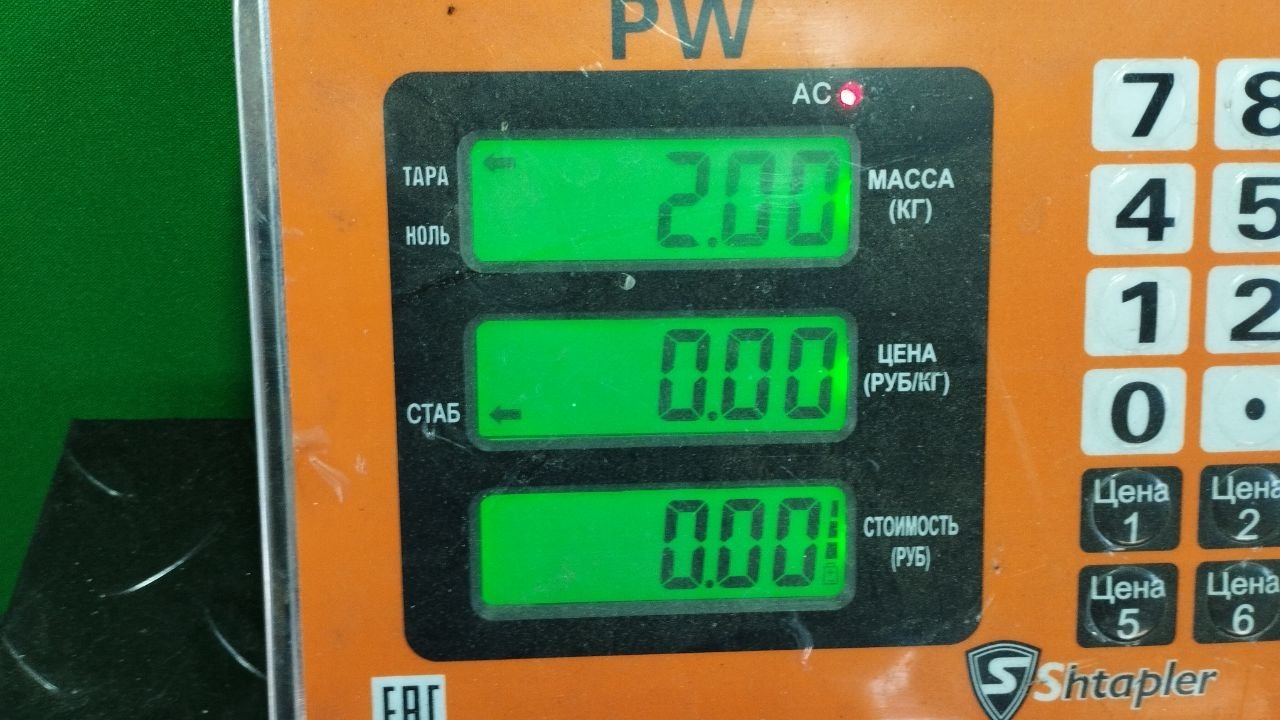 PW
AC
ТАРА
2.00
МАССА
(КГ)
НОЛЬ
0.00
ЦЕНА
(РУБ/КГ)
СТАБ
0.00
СТОИМОСТЬ
(РУБ)
7 8
4 5
1 2
0 .
Цена
1
Цена
2
Цена
5
Цена
6
S Shtapler
EAC